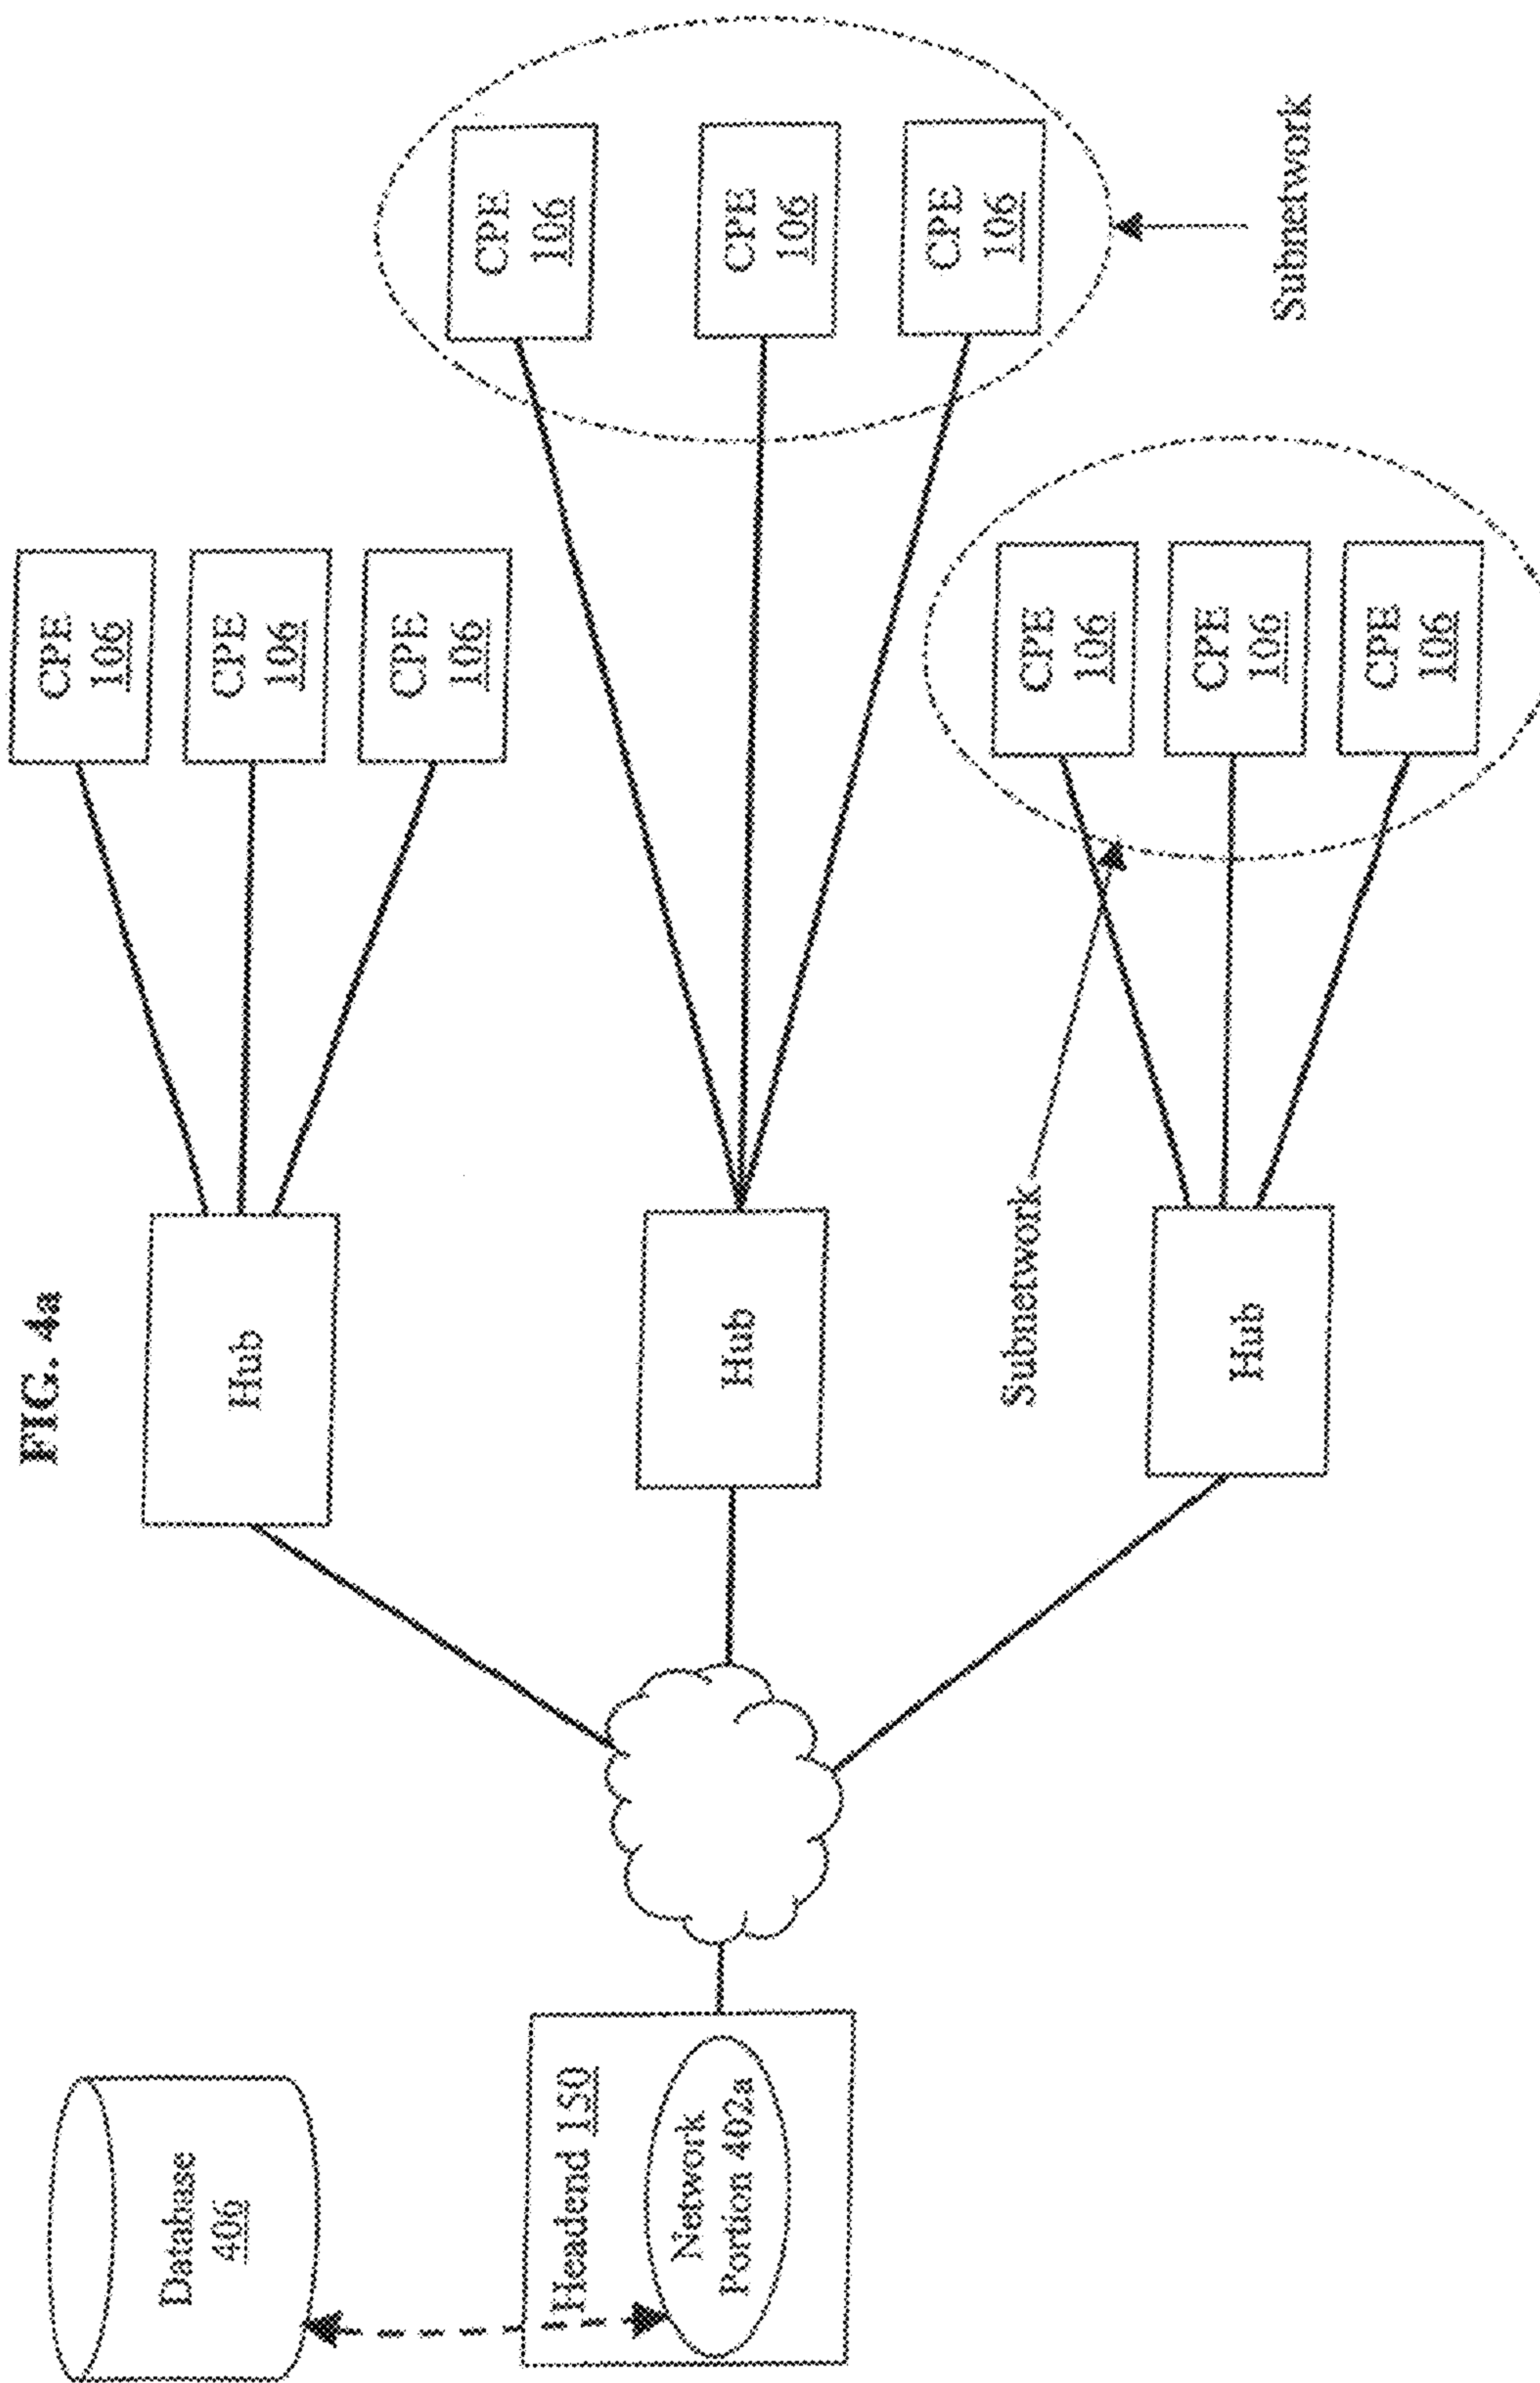 FIG. 4a
Database
406
Headend 150
Network
Portion 402a
Hub
Hub
Hub
CPE
106
CPE
106
CPE
106
CPE
106
CPE
106
CPE
106
Subnetwork
Subnetwork
CPE
106
CPE
106
CPE
106